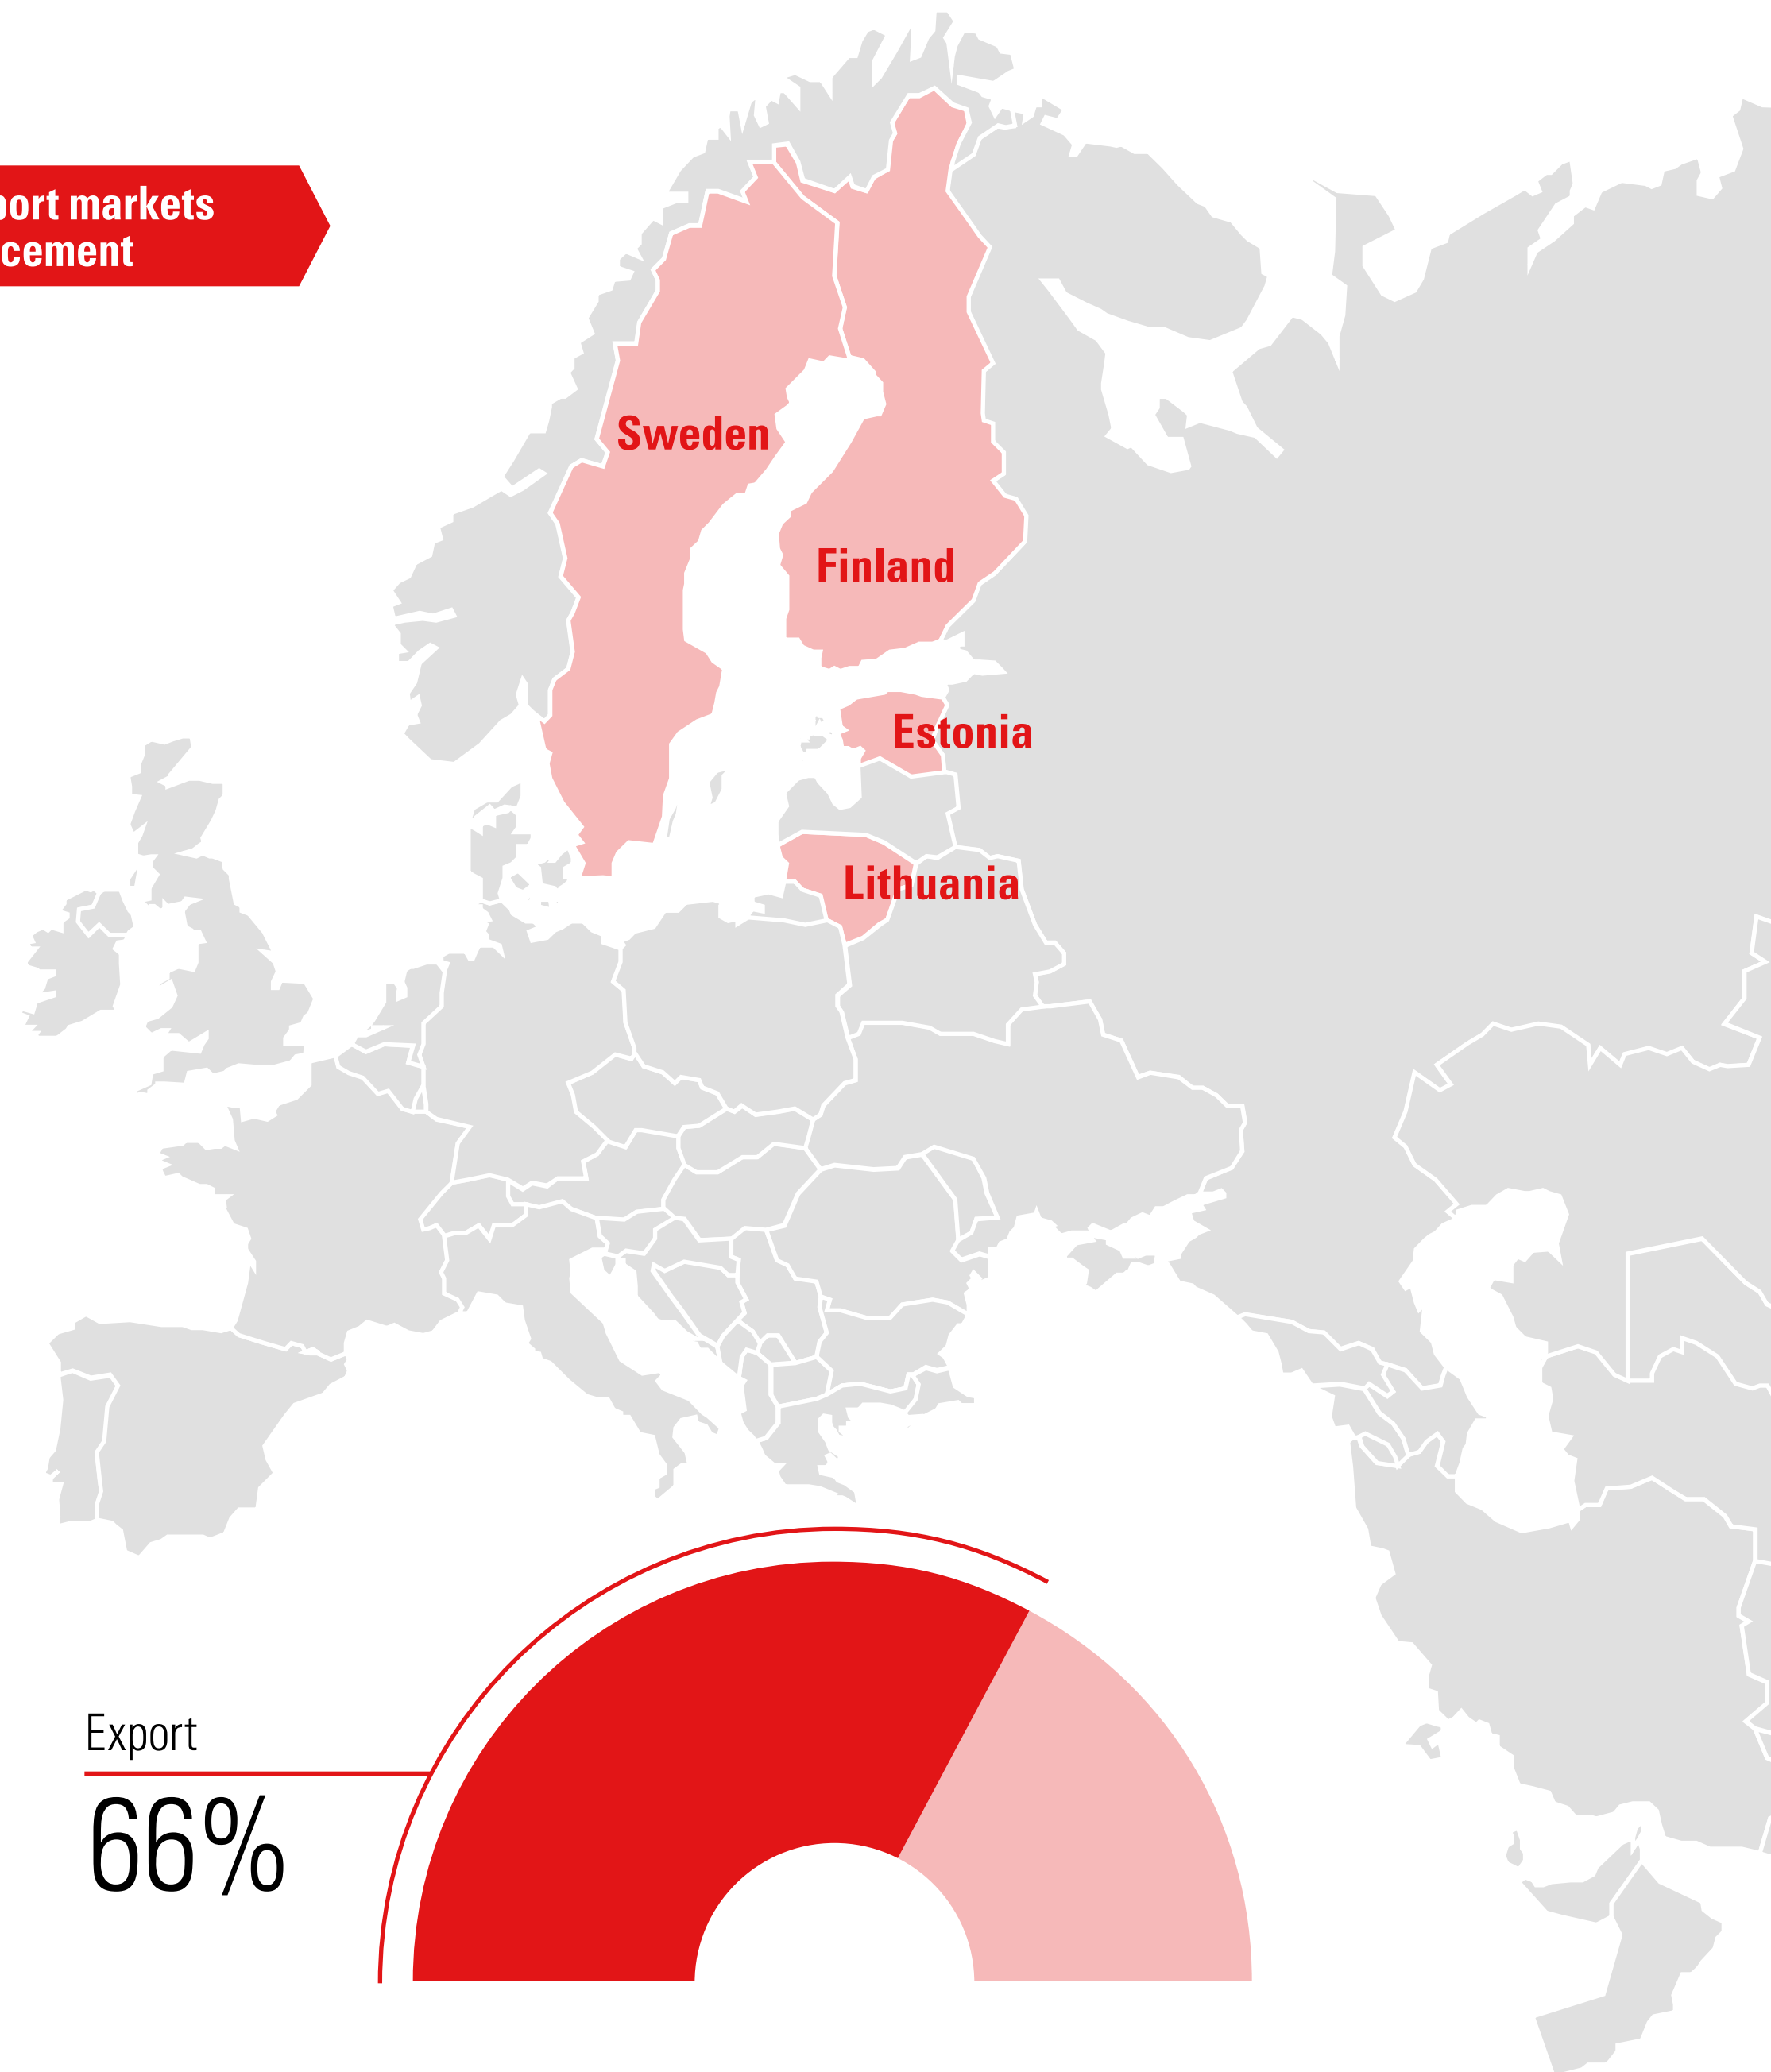 ort markets
cement
Sweden
Finland
Estonia
Lithuania
Export
66%